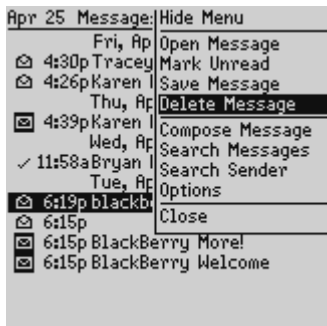 Apr 25 Message: Hide Menu
Fri, Ap Open Message
4:30p Tracey Mark Unread
4:26p Karen Save Message
Thu, Ap Delete Message
4:39p Karen Compose Message
Wed, Ap Search Messages
11:58a Bryan Search Sender
Tue, Ap Options
6:19p blackb
6:15p Close
6:15p BlackBerry More!
6:15p BlackBerry Welcome